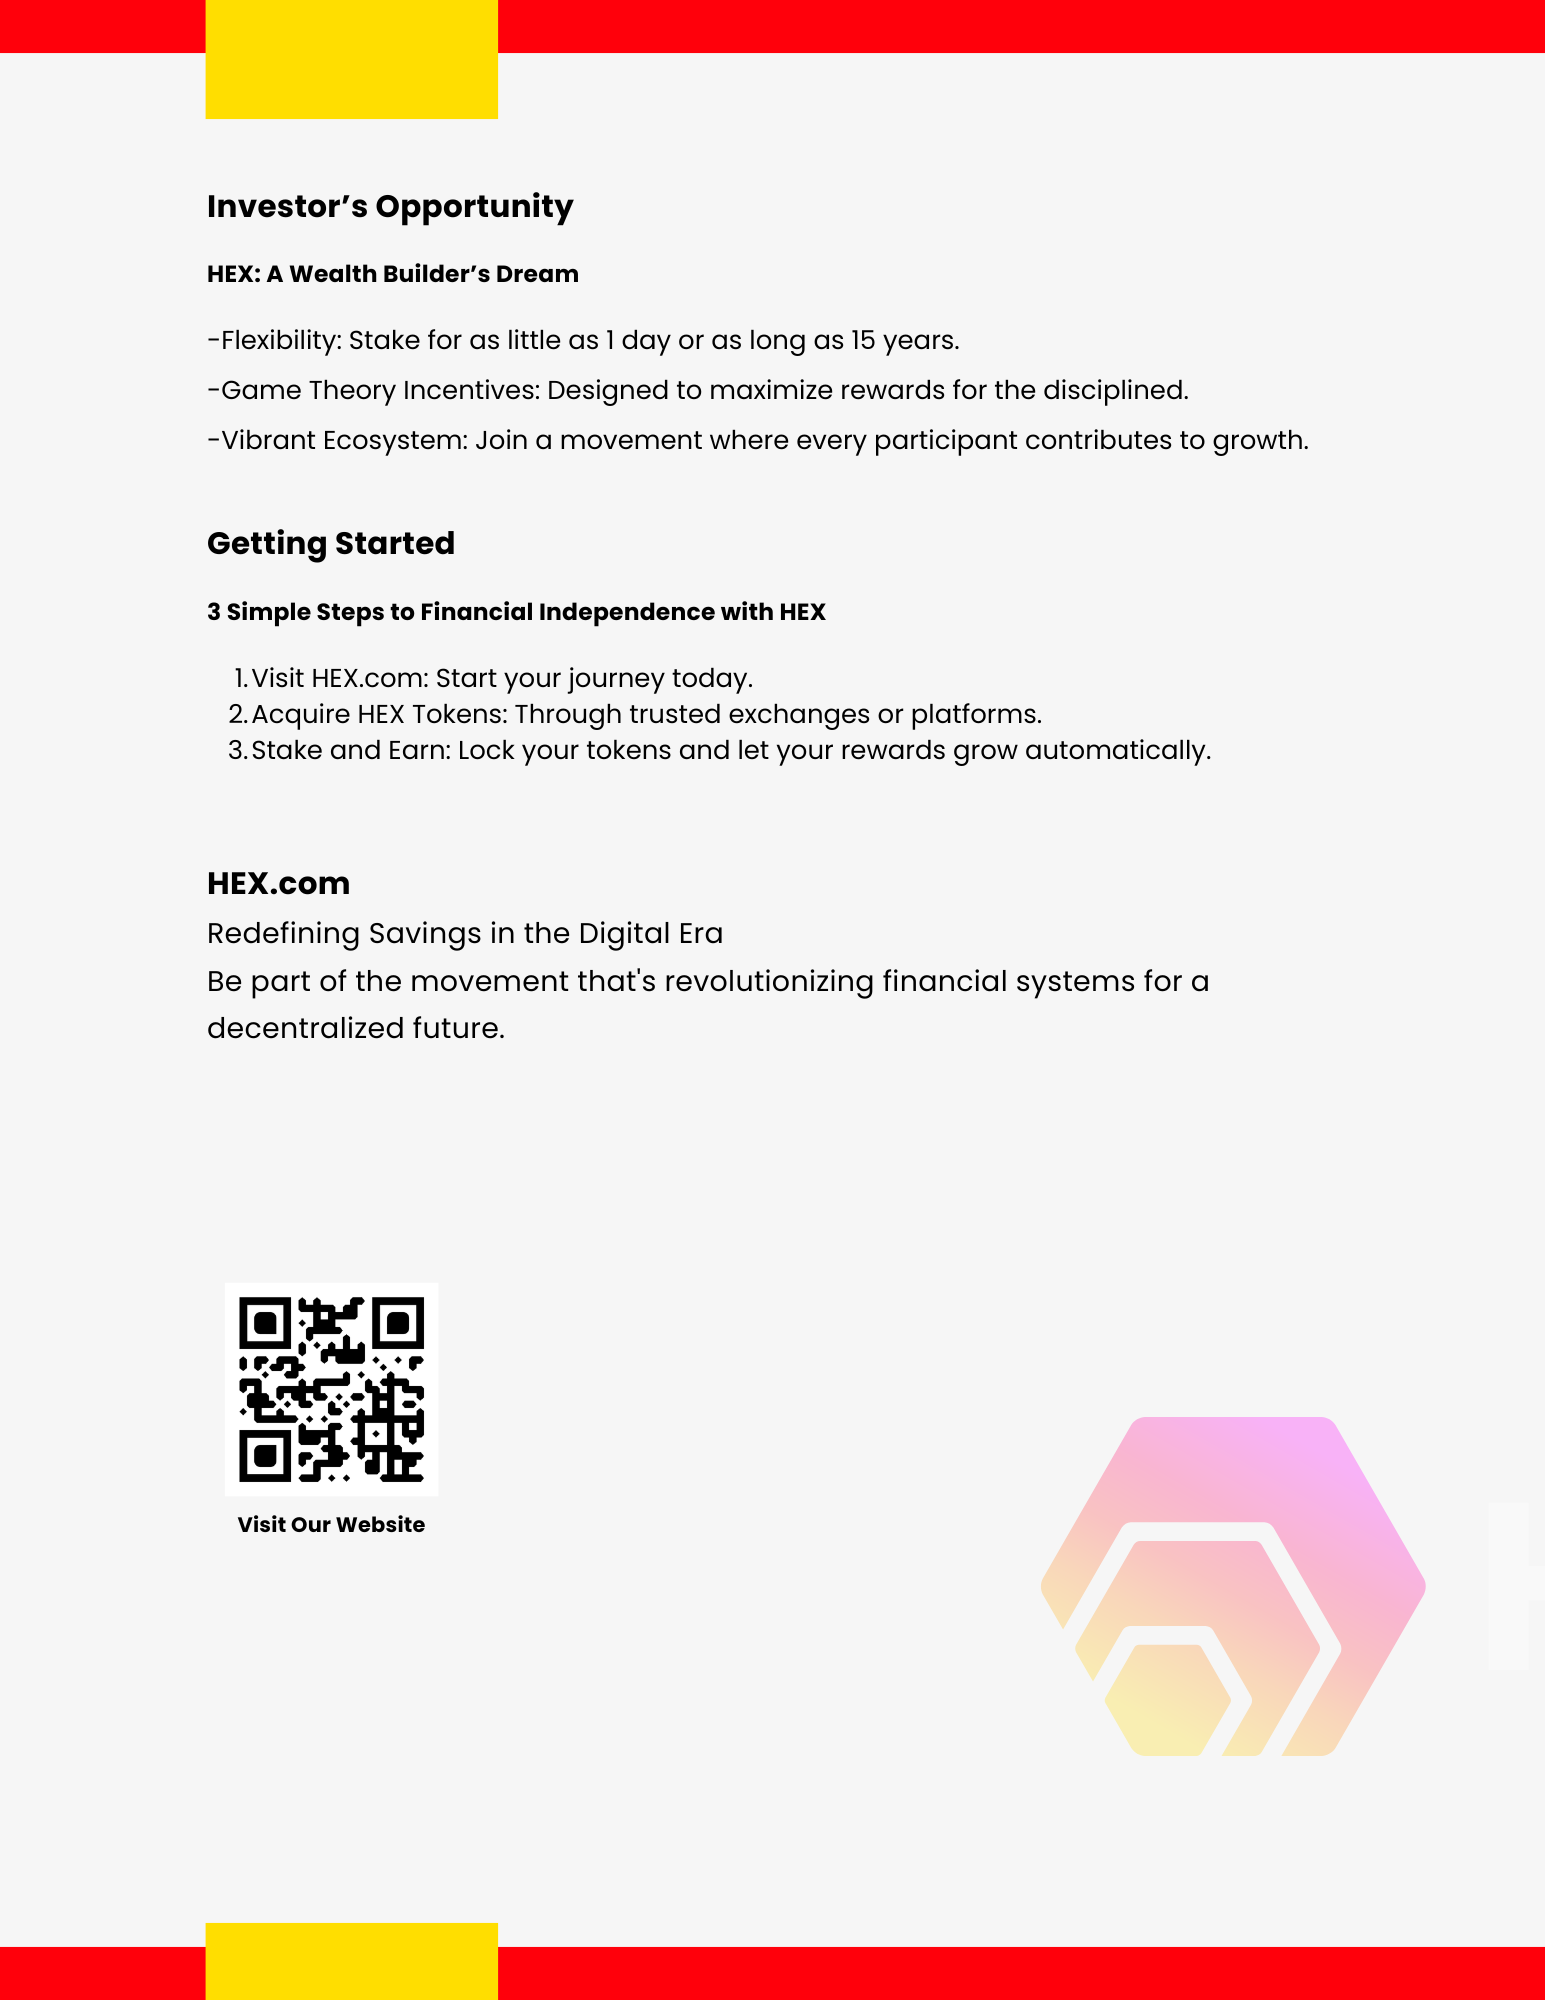 Investor’s Opportunity
HEX: A Wealth Builder’s Dream
-Flexibility: Stake for as little as 1 day or as long as 15 years.
-Game Theory Incentives: Designed to maximize rewards for the disciplined.
-Vibrant Ecosystem: Join a movement where every participant contributes to growth.
Getting Started
3 Simple Steps to Financial Independence with HEX
1. Visit HEX.com: Start your journey today.
2. Acquire HEX Tokens: Through trusted exchanges or platforms.
3. Stake and Earn: Lock your tokens and let your rewards grow automatically.
HEX.com
Redefining Savings in the Digital Era
Be part of the movement that's revolutionizing financial systems for a
decentralized future.
Visit Our Website